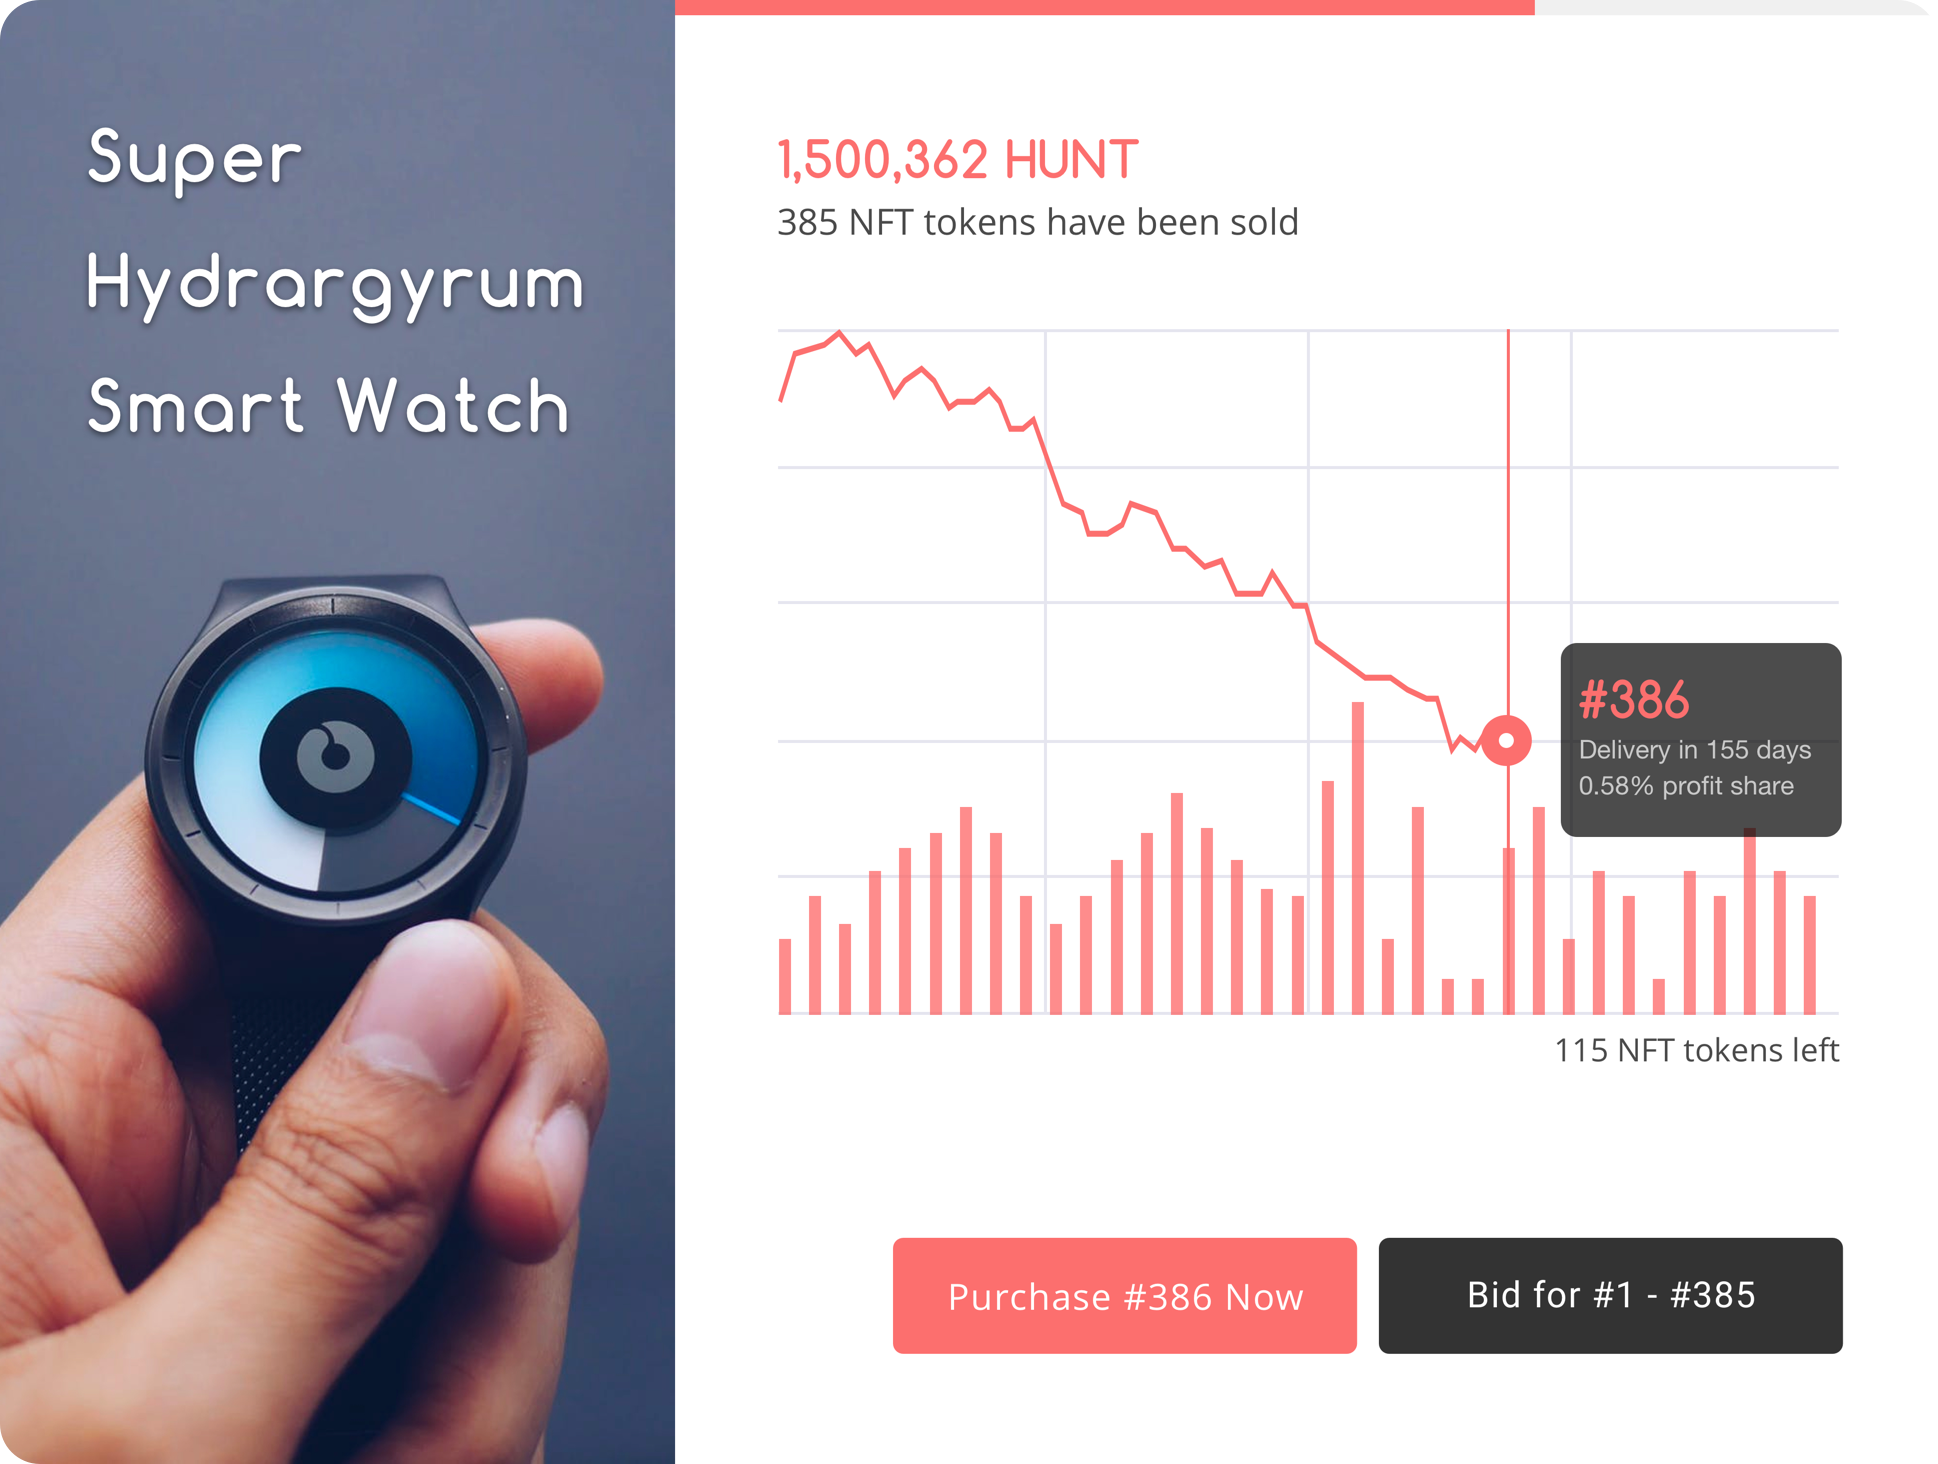 Super
Hydrargyrum
Smart Watch
1,500,362 HUNT
385 NFT tokens have been sold
#386
Delivery in 155 days
0.58% profit share
115 NFT tokens left
Purchase #386 Now
Bid for #1 - #385